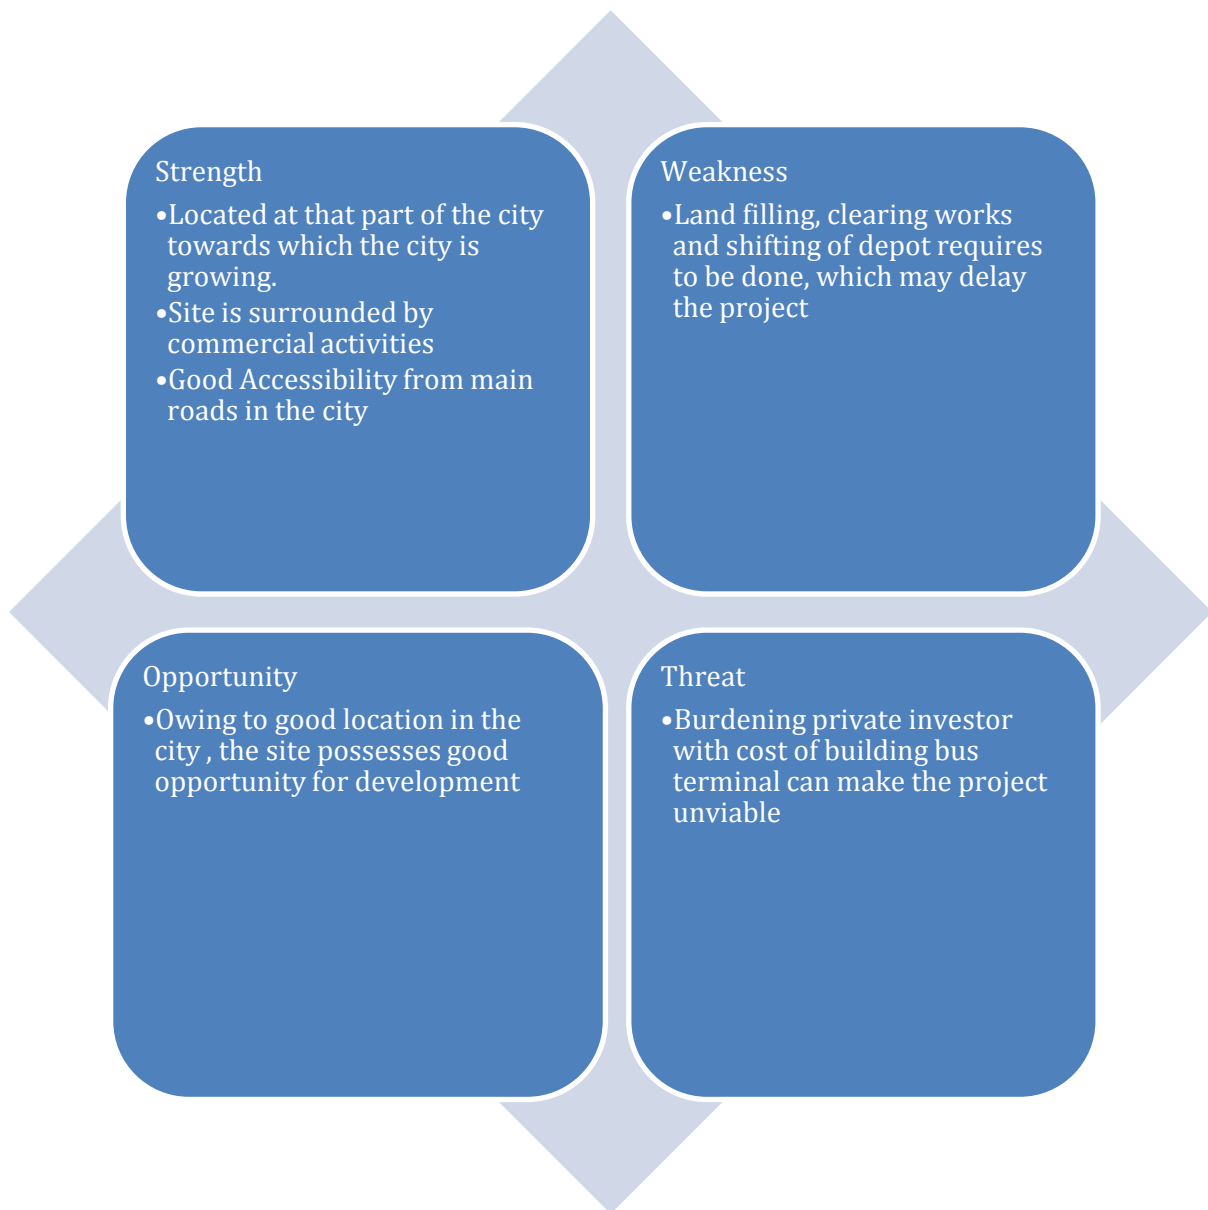 Strength
•Located at that part of the city
towards which the city is
growing.
•Site is surrounded by
commercial activities
•Good Accessibility from main
roads in the city
Weakness
•Land filling, clearing works
and shifting of depot requires
to be done, which may delay
the project
Opportunity
•Owing to good location in the
city , the site possesses good
opportunity for development
Threat
•Burdening private investor
with cost of building bus
terminal can make the project
unviable